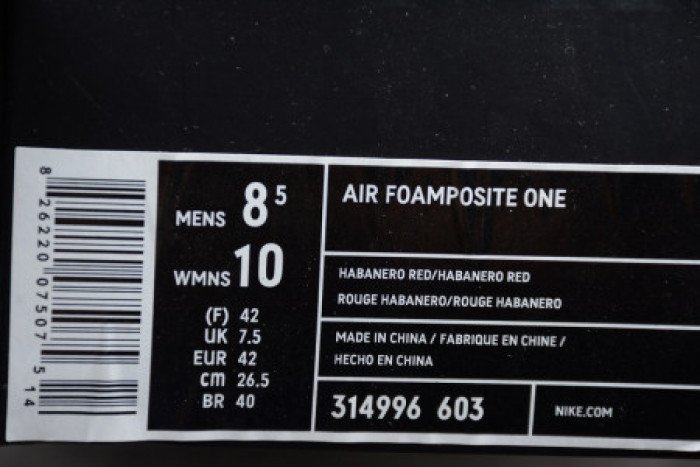 8 26220 07507 5 14
MENS 8 5
WMNS 10
(F) 42
UK 7.5
EUR 42
cm 26.5
BR 40
AIR FOAMPOSITE ONE
HABANERO RED/HABANERO RED
ROUGE HABANERO/ROUGE HABANERO
MADE IN CHINA / FABRIQUE EN CHINE /
HECHO EN CHINA
314996 603
NIKE.COM